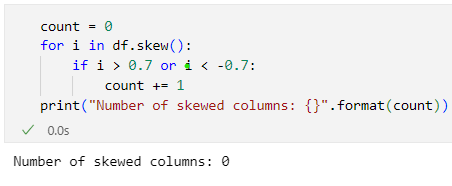 count = 0
for i in df.skew():
    if i > 0.7 or i < -0.7:
        count += 1
print("Number of skewed columns: {}".format(count))
0.0s
Number of skewed columns: 0